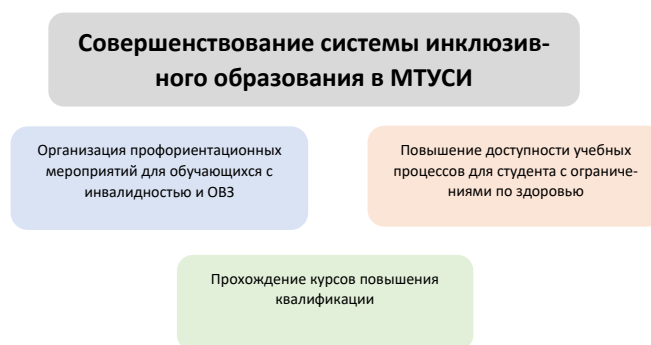 Совершенствование системы инклюзив-
ного образования в МТУСИ
Организация профориентационных
мероприятий для обучающихся с
инвалидностью и ОВЗ
Повышение доступности учебных
процессов для студента с ограниче-
ниями по здоровью
Прохождение курсов повышения
квалификации